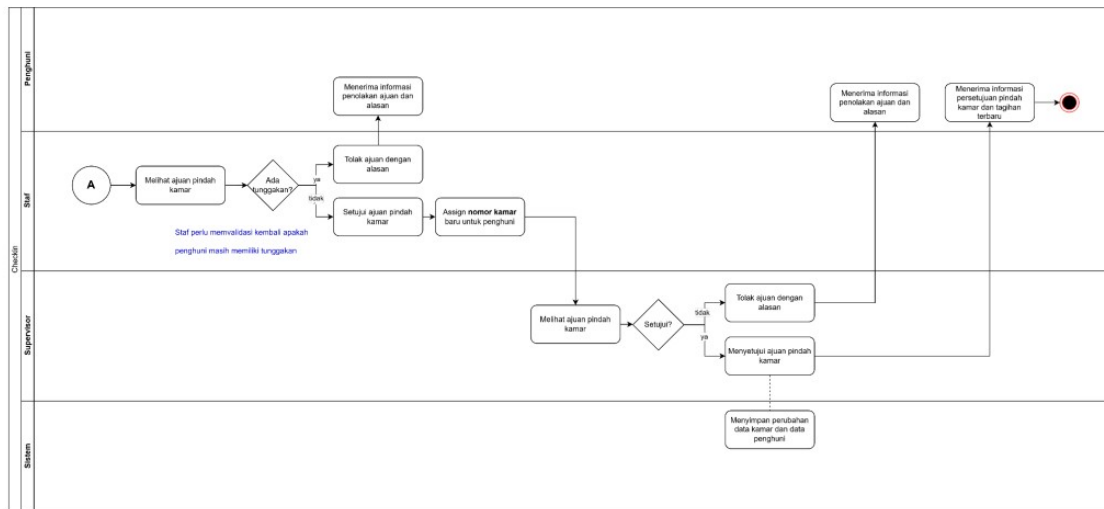 Checkin
Penghuni
Menerima informasi
penolakan ajuan dan
alasan
Menerima informasi
penolakan ajuan dan
alasan
Menerima informasi
persetujuan pindah
kamar dan tagihan
terbaru
Staf
A
Melihat ajuan pindah
kamar
Ada
tunggakan?
ya
tidak
Tolak ajuan dengan
alasan
Setujui ajuan pindah
kamar
Assign nomor kamar
baru untuk penghuni
Staf perlu memvalidasi kembali apakah
penghuni masih memiliki tunggakan
Supervisor
Melihat ajuan pindah
kamar
Setujui?
tidak
ya
Tolak ajuan dengan
alasan
Menyetujui ajuan pindah
kamar
Sistem
Menyimpan perubahan
data kamar dan data
penghuni